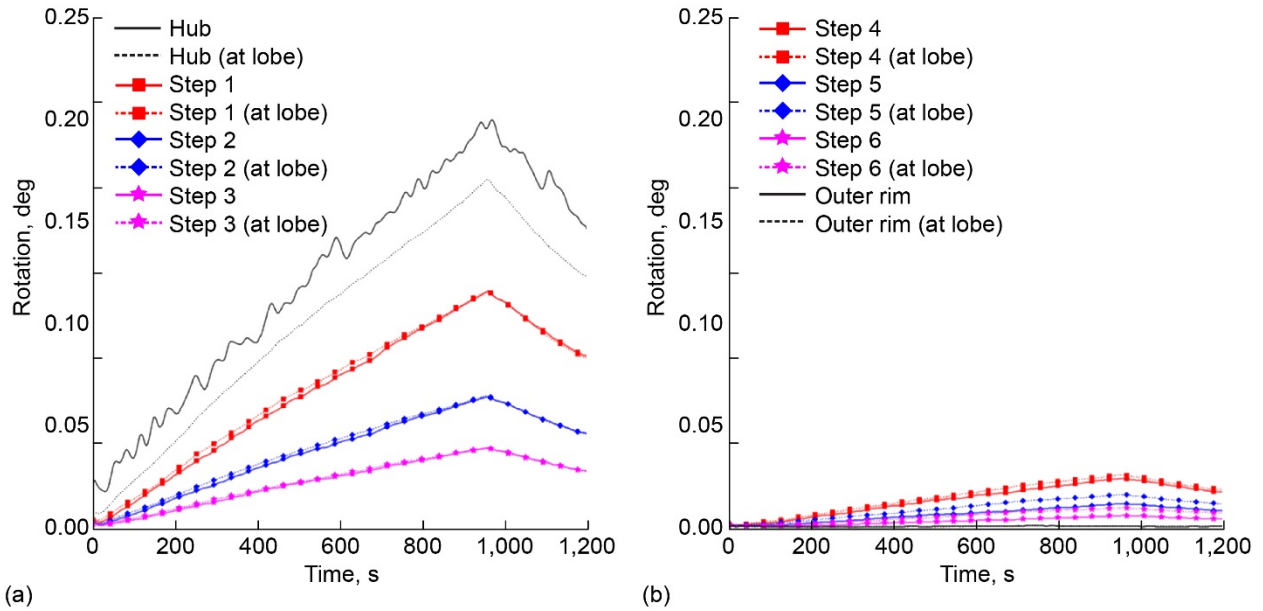 0.25
0.20
0.15
0.10
0.05
0.00
Rotation, deg
Hub
Hub (at lobe)
Step 1
Step 1 (at lobe)
Step 2
Step 2 (at lobe)
Step 3
Step 3 (at lobe)
0 200 400 600 800 1,000 1,200
Time, s
(a)
0.25
0.20
0.15
0.10
0.05
0.00
Rotation, deg
Step 4
Step 4 (at lobe)
Step 5
Step 5 (at lobe)
Step 6
Step 6 (at lobe)
Outer rim
Outer rim (at lobe)
0 200 400 600 800 1,000 1,200
Time, s
(b)